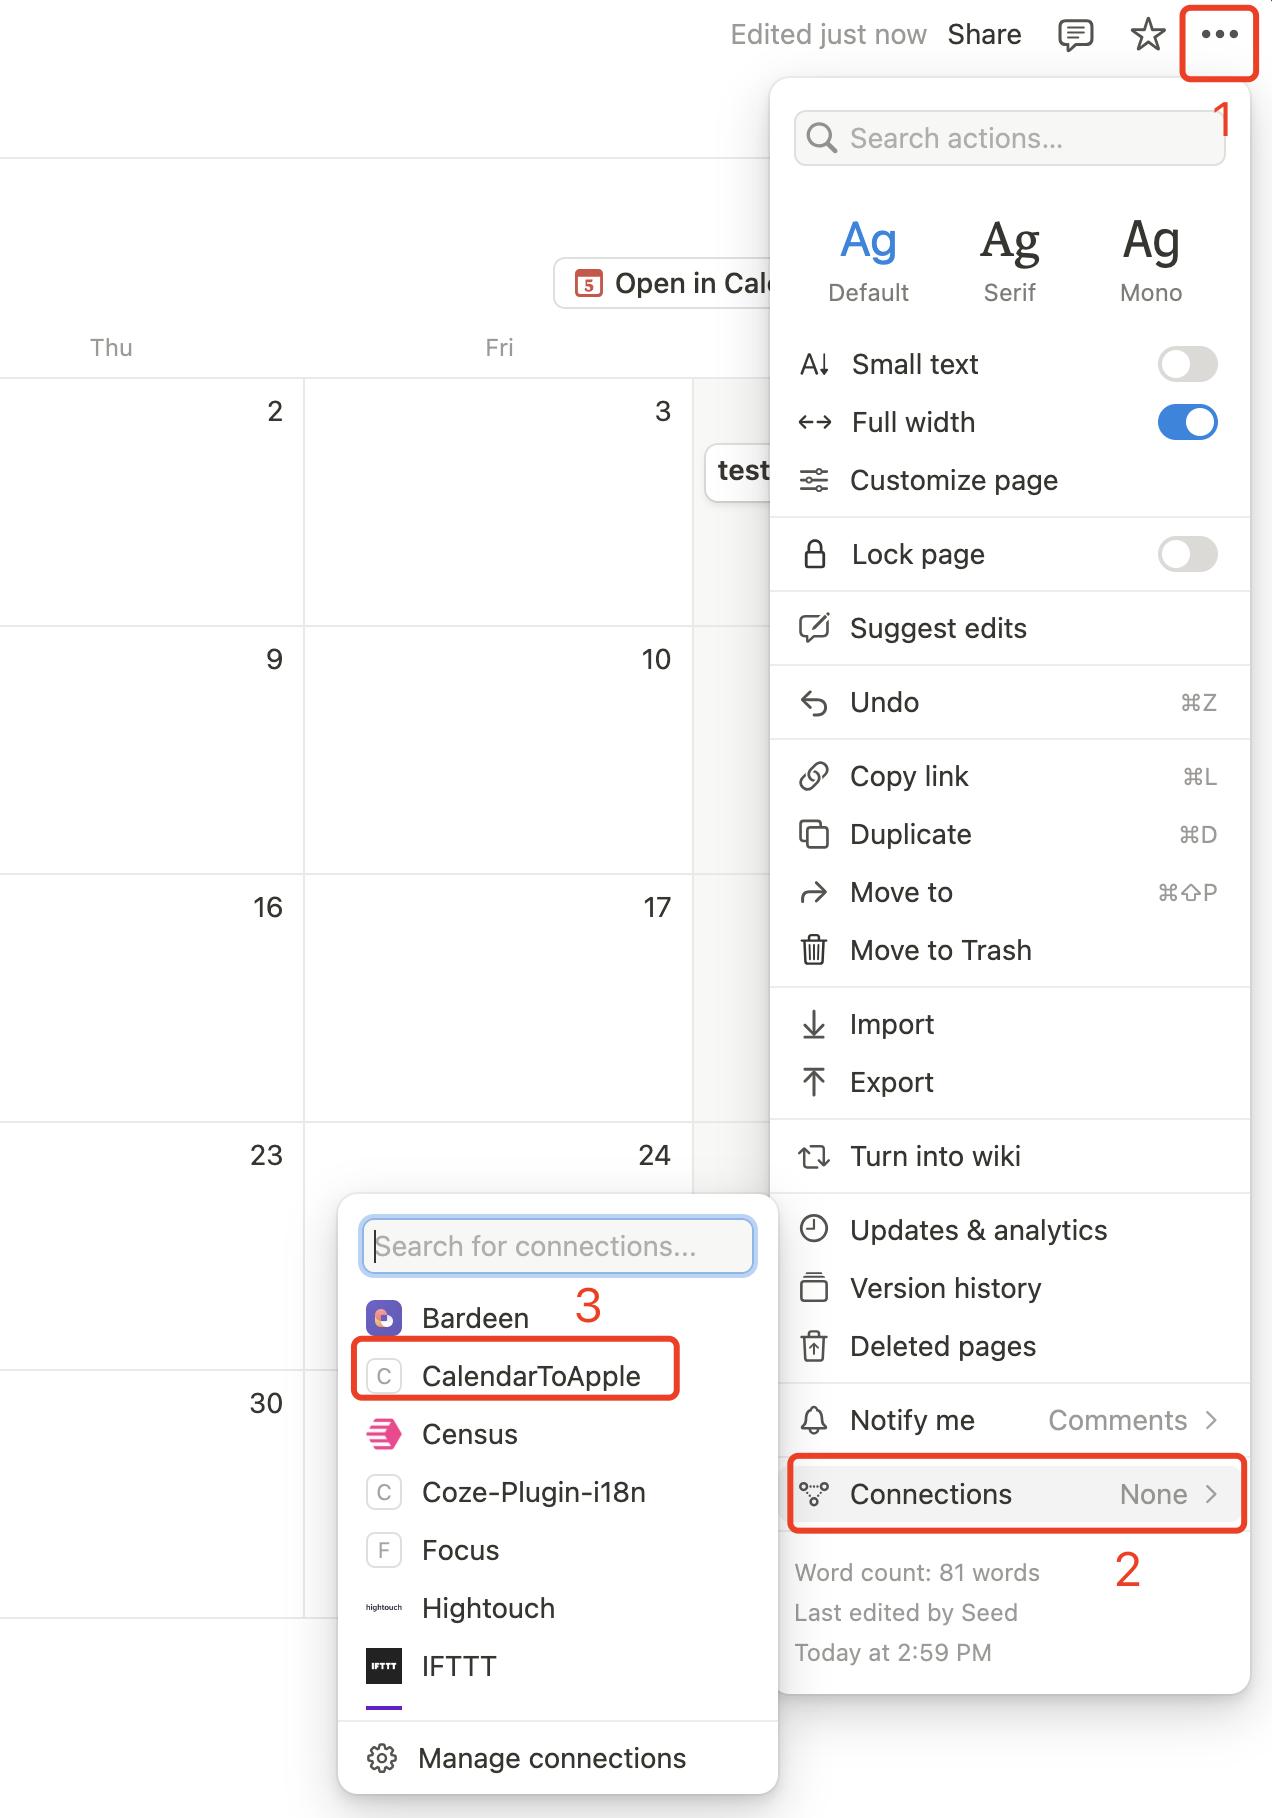 Edited just now Share
1
Search actions...
Ag Ag Ag
Default Serif Mono
5 Open in Cale
Thu Fri
Small text
Full width
Customize page
2 3
test
Lock page
Suggest edits
9 10
Undo ⌘Z
Copy link ⌘L
Duplicate ⌘D
16 17
Move to ⌘⇧P
Move to Trash
Import
Export
23 24
Turn into wiki
Updates & analytics
Version history
Deleted pages
30
Notify me Comments
Connections None
2
Word count: 81 words
Last edited by Seed
Today at 2:59 PM
Search for connections...
3
Bardeen
C CalendarToApple
Census
C Coze-Plugin-i18n
F Focus
hightouch Hightouch
IFTTT IFTTT
Manage connections